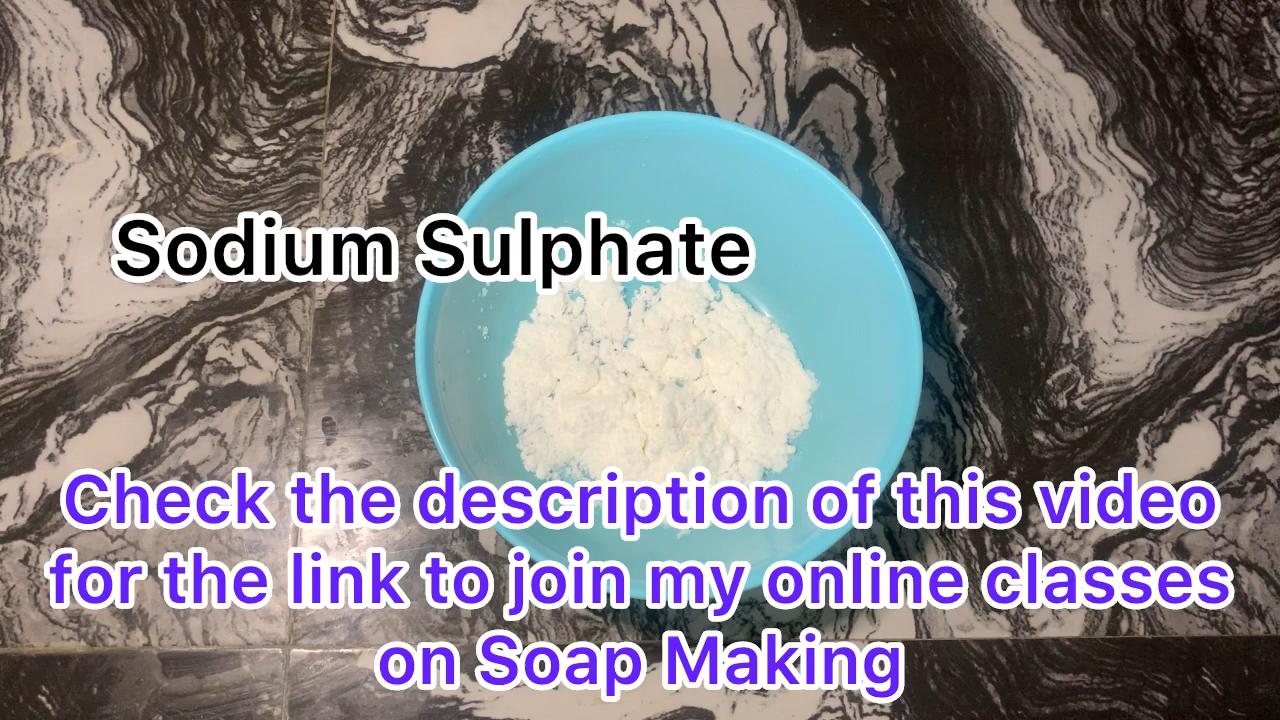 Sodium Sulphate
Check the description of this video
for the link to join my online classes
on Soap Making